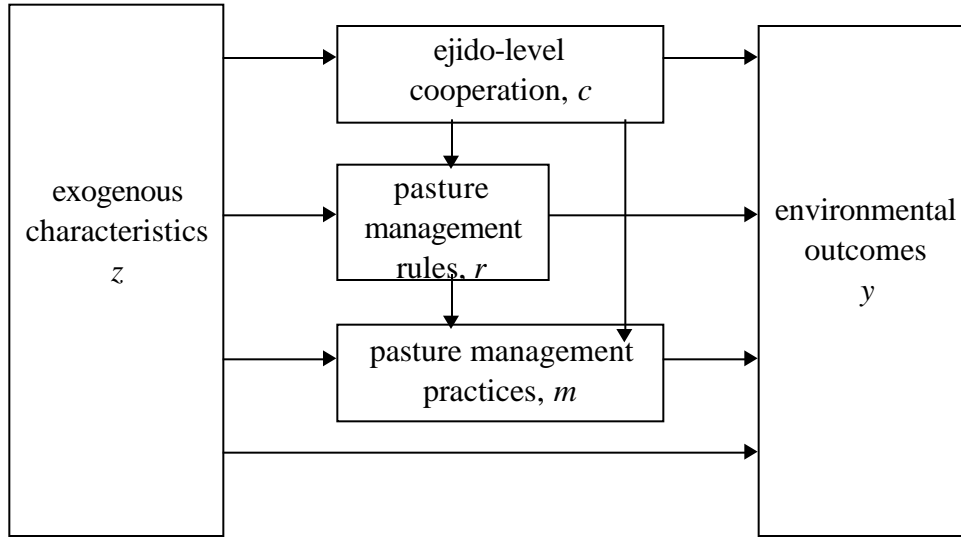 exogenous
characteristics
z
ejido-level
cooperation, c
pasture
management
rules, r
pasture management
practices, m
environmental
outcomes
y